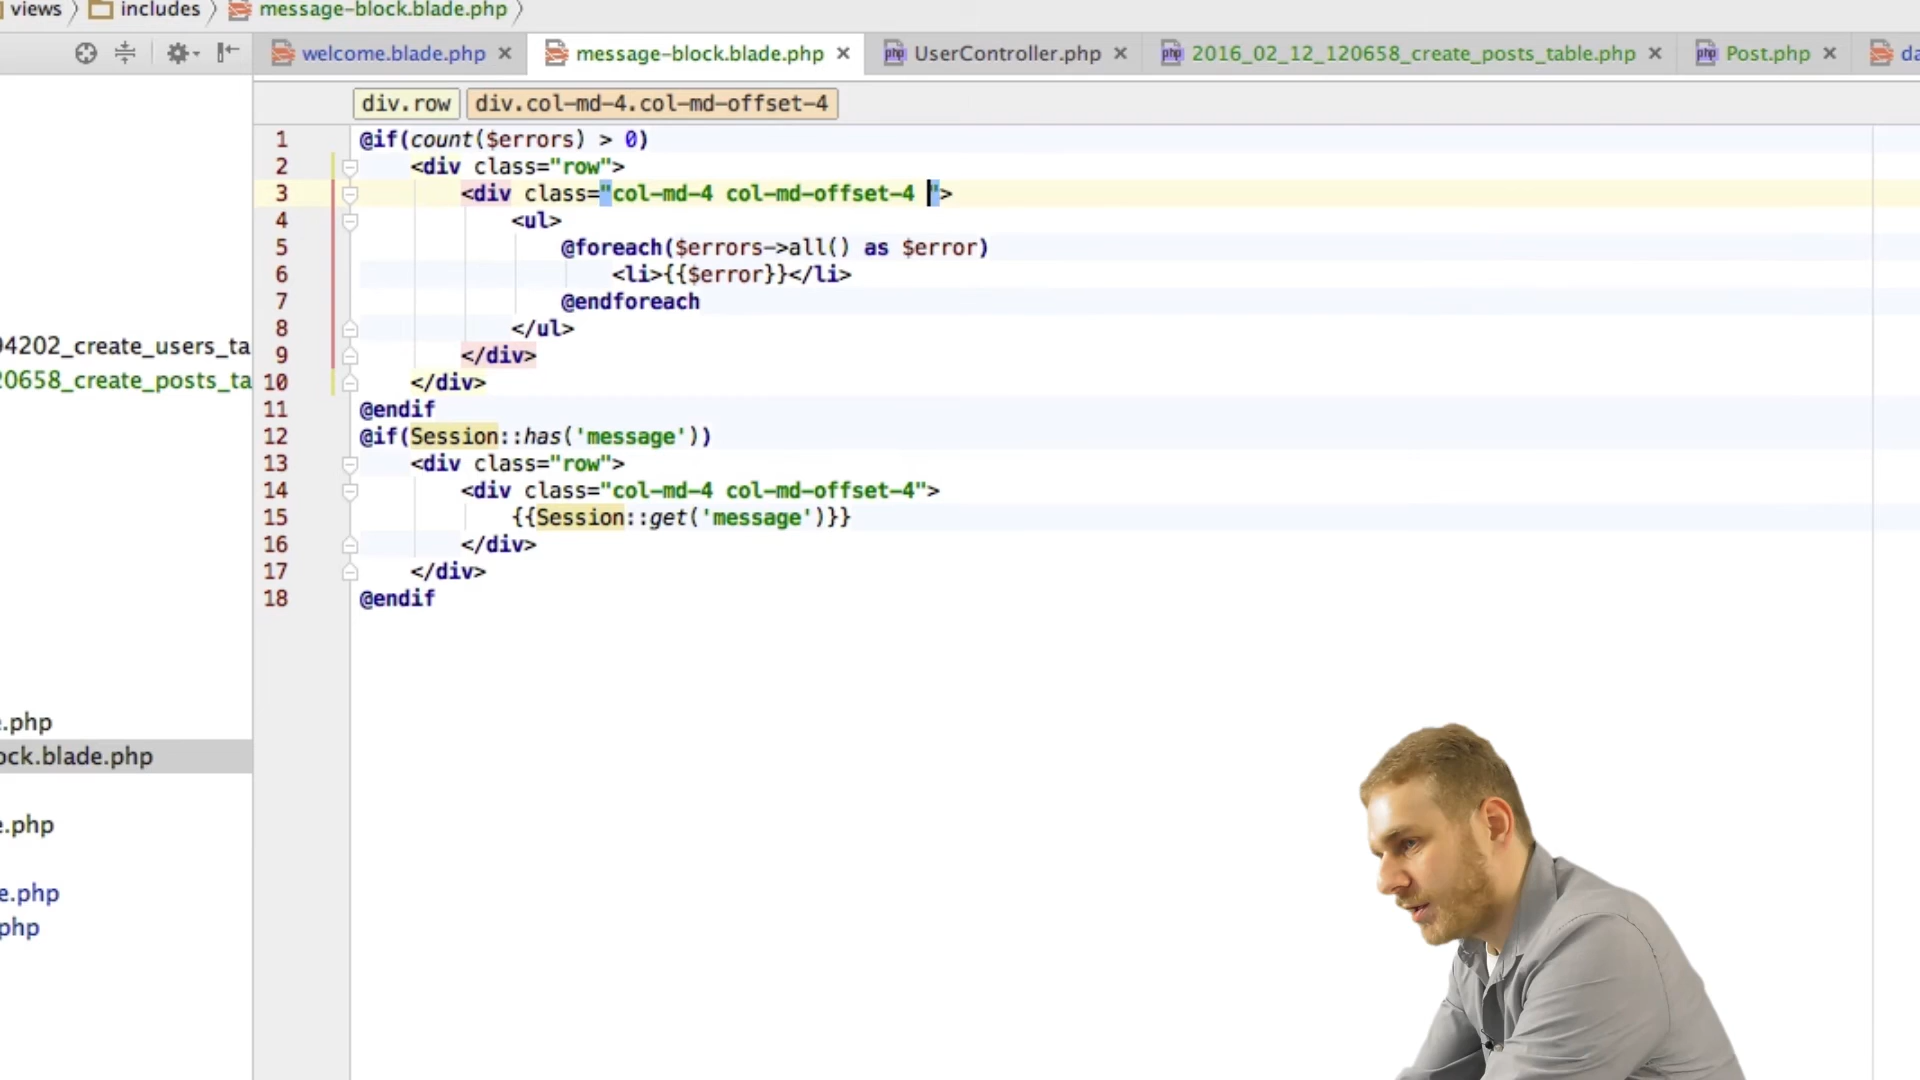 views includes message-block.blade.php
welcome.blade.php message-block.blade.php UserController.php 2016_02_12_120658_create_posts_table.php Post.php da
div.row div.col-md-4.col-md-offset-4
1 @if(count($errors) > 0)
2 <div class="row">
3 <div class="col-md-4 col-md-offset-4 ">
4 <ul>
5 @foreach($errors->all() as $error)
6 <li>{{$error}}</li>
7 @endforeach
8 </ul>
9 </div>
10 </div>
11 @endif
12 @if(Session::has('message'))
13 <div class="row">
14 <div class="col-md-4 col-md-offset-4">
15 {{Session::get('message')}}
16 </div>
17 </div>
18 @endif
04202_create_users_ta
20658_create_posts_ta
e.php
ock.blade.php
e.php
e.php
php